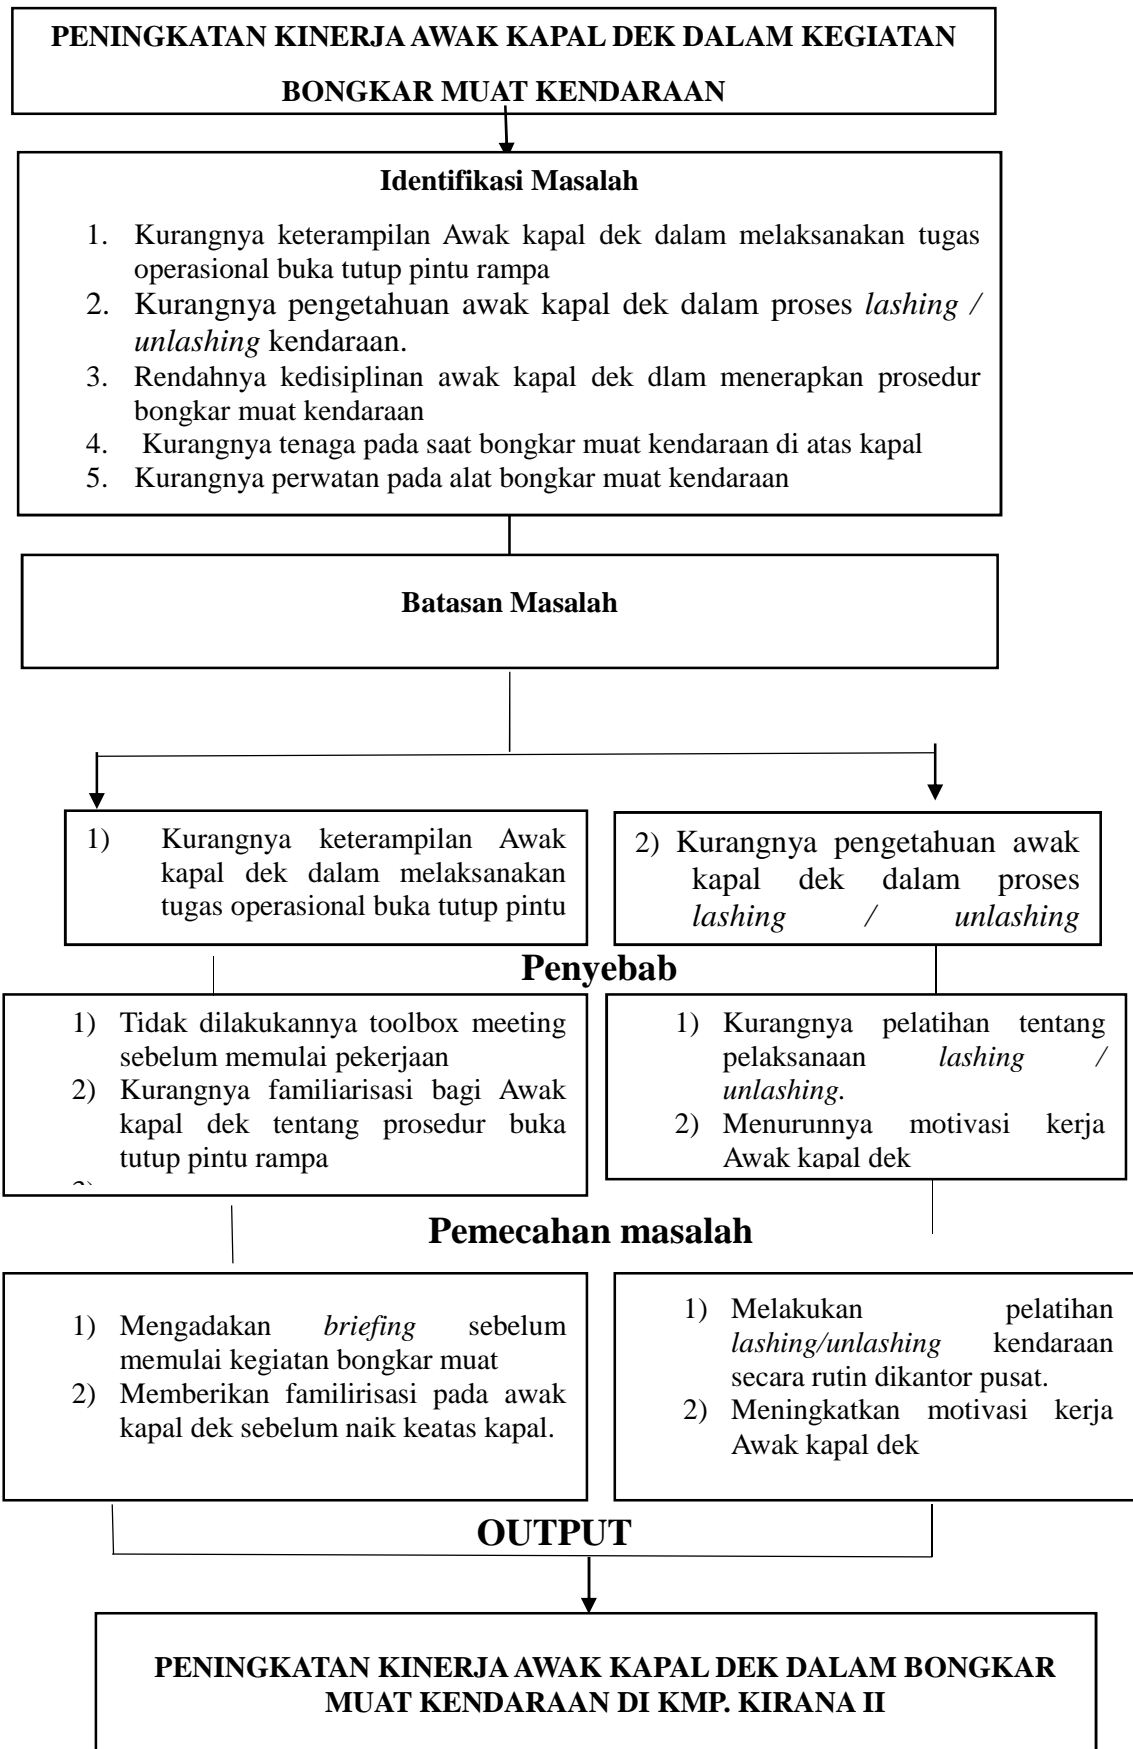 PENINGKATAN KINERJA AWAK KAPAL DEK DALAM KEGIATAN
BONGKAR MUAT KENDARAAN
Identifikasi Masalah
1. Kurangnya keterampilan Awak kapal dek dalam melaksanakan tugas
operasional buka tutup pintu rampa
2. Kurangnya pengetahuan awak kapal dek dalam proses lashing /
unlashing kendaraan.
3. Rendahnya kedisiplinan awak kapal dek dlam menerapkan prosedur
bongkar muat kendaraan
4. Kurangnya tenaga pada saat bongkar muat kendaraan di atas kapal
5. Kurangnya perwatan pada alat bongkar muat kendaraan
Batasan Masalah
1) Kurangnya keterampilan Awak
kapal dek dalam melaksanakan
tugas operasional buka tutup pintu
2) Kurangnya pengetahuan awak
kapal dek dalam proses
lashing / unlashing
Penyebab
1) Tidak dilakukannya toolbox meeting
sebelum memulai pekerjaan
2) Kurangnya familiarisasi bagi Awak
kapal dek tentang prosedur buka
tutup pintu rampa
1) Kurangnya pelatihan tentang
pelaksanaan lashing /
unlashing.
2) Menurunnya motivasi kerja
Awak kapal dek
Pemecahan masalah
1) Mengadakan briefing sebelum
memulai kegiatan bongkar muat
2) Memberikan familirisasi pada awak
kapal dek sebelum naik keatas kapal.
1) Melakukan pelatihan
lashing/unlashing kendaraan
secara rutin dikantor pusat.
2) Meningkatkan motivasi kerja
Awak kapal dek
OUTPUT
PENINGKATAN KINERJA AWAK KAPAL DEK DALAM BONGKAR
MUAT KENDARAAN DI KMP. KIRANA II